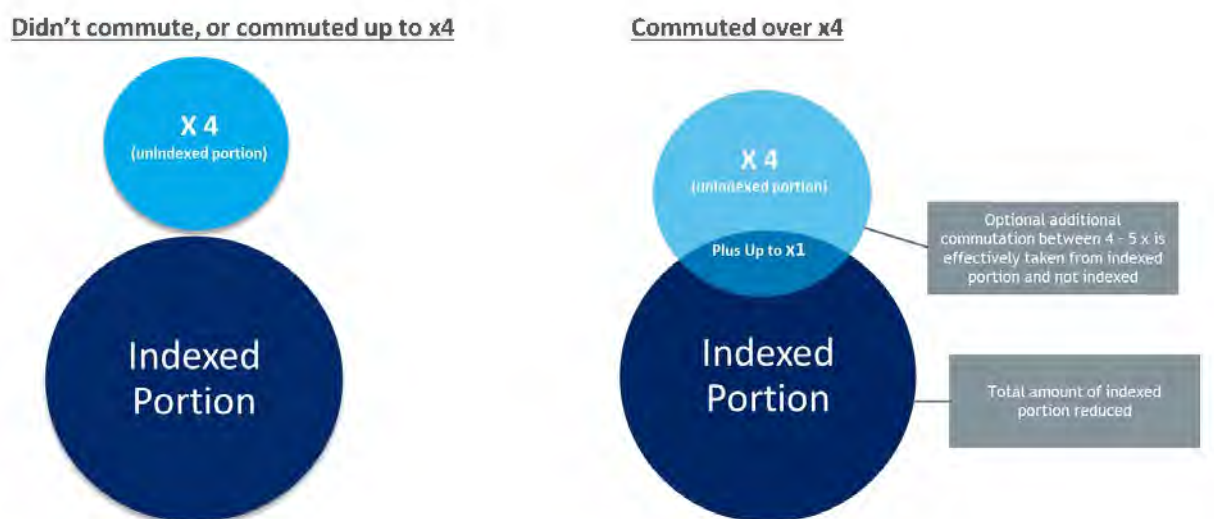 Didn't commute, or commuted up to x4
X 4
(unindexed portion)
Indexed
Portion
Commuted over x4
X 4
(unindexed portion)
Plus Up to x1
Indexed
Portion
Optional additional
commutation between 4 - 5 x is
effectively taken from indexed
portion and not indexed
Total amount of indexed
portion reduced